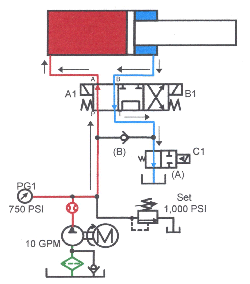 A B
A1 B1
P T
(B) C1
(A)
PG1
750 PSI
Set
1,000 PSI
10 GPM
M